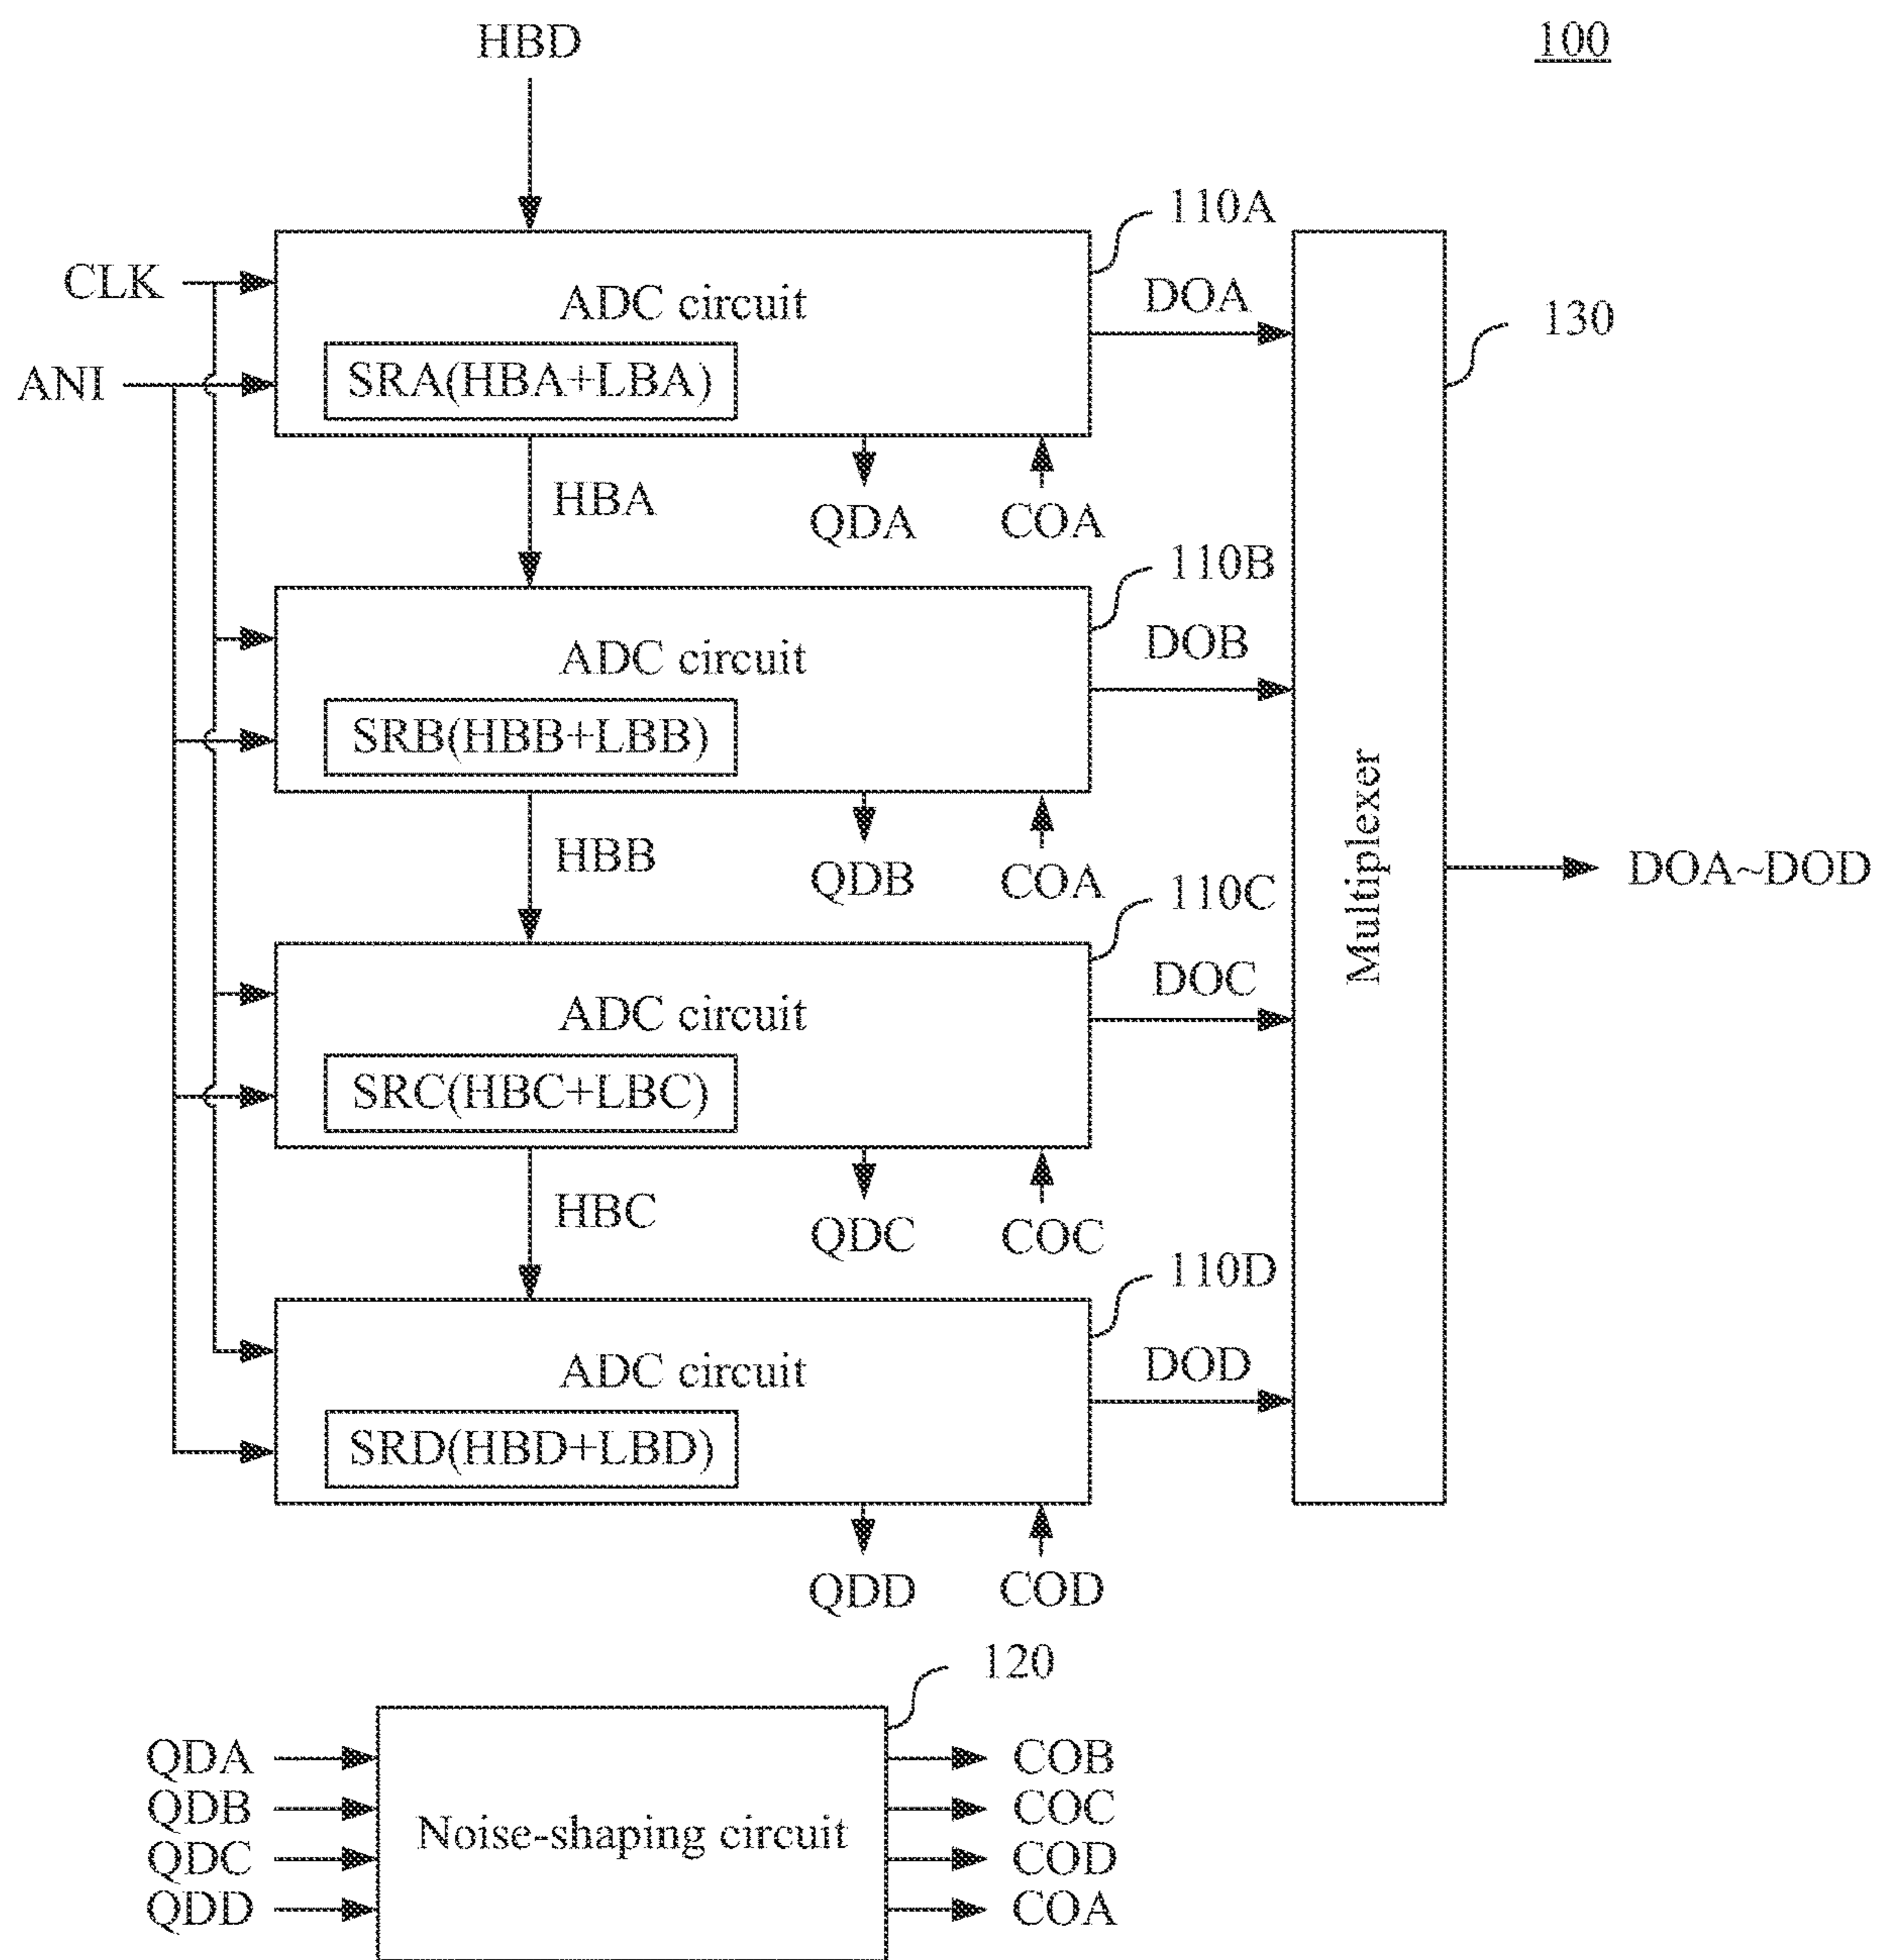 HBD
100
110A
CLK
ADC circuit
DOA
130
ANI
SRA(HBA+LBA)
HBA
QDA
COA
110B
ADC circuit
DOB
SRB(HBB+LBB)
Multiplexer
HBB
QDB
COA
110C
DOA~DOD
ADC circuit
DOC
SRC(HBC+LBC)
HBC
QDC
COC
110D
ADC circuit
DOD
SRD(HBD+LBD)
QDD
COD
120
QDA
COB
QDB
COC
Noise-shaping circuit
QDC
COD
QDD
COA